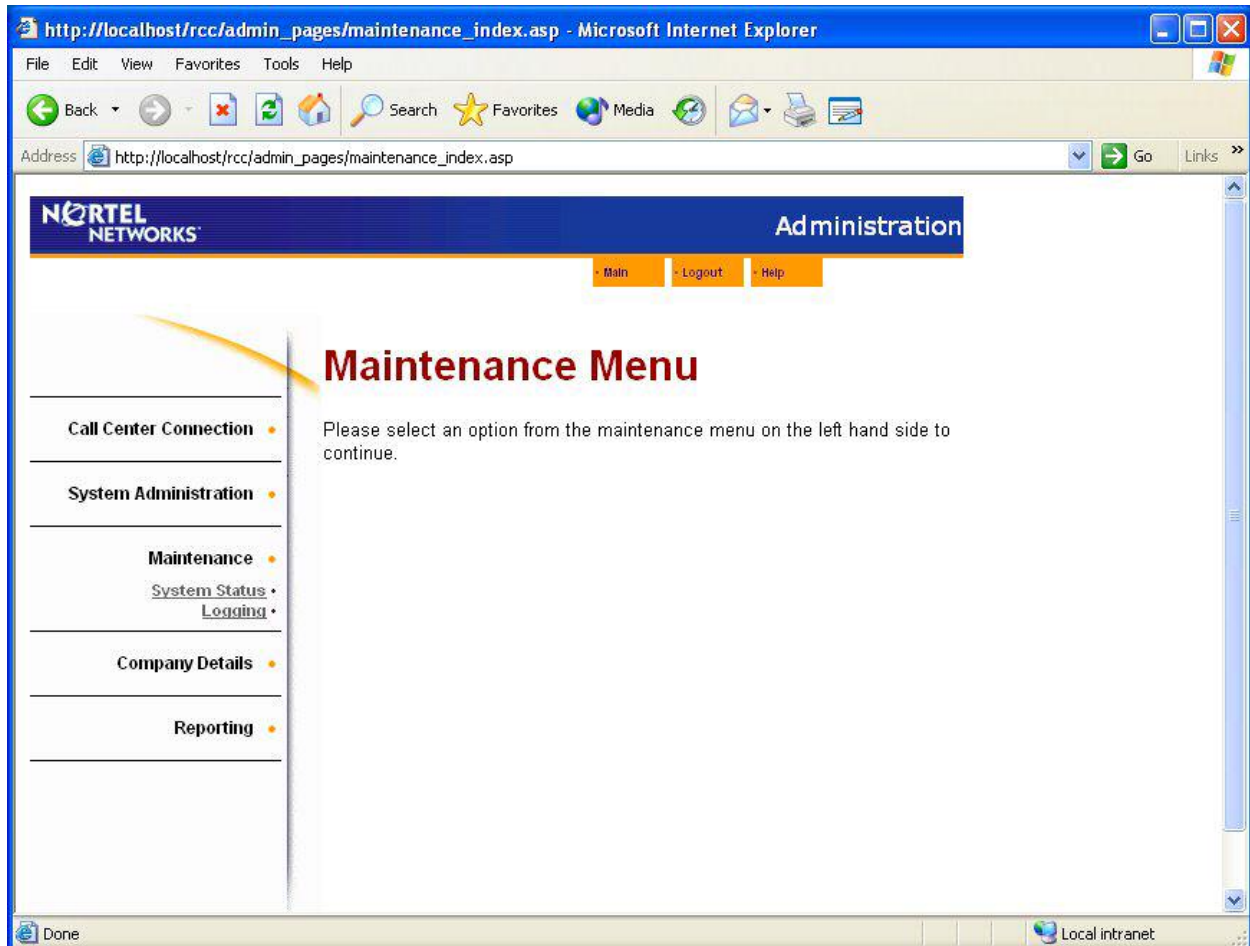 http://localhost/rcc/admin_pages/maintenance_index.asp - Microsoft Internet Explorer
File Edit View Favorites Tools Help
Back Search Favorites Media
Address http://localhost/rcc/admin_pages/maintenance_index.asp Go Links »
NORTEL
NETWORKS
Administration
Main Logout Help
Maintenance Menu
Please select an option from the maintenance menu on the left hand side to
continue.
Call Center Connection
System Administration
Maintenance
System Status
Logging
Company Details
Reporting
Done Local intranet